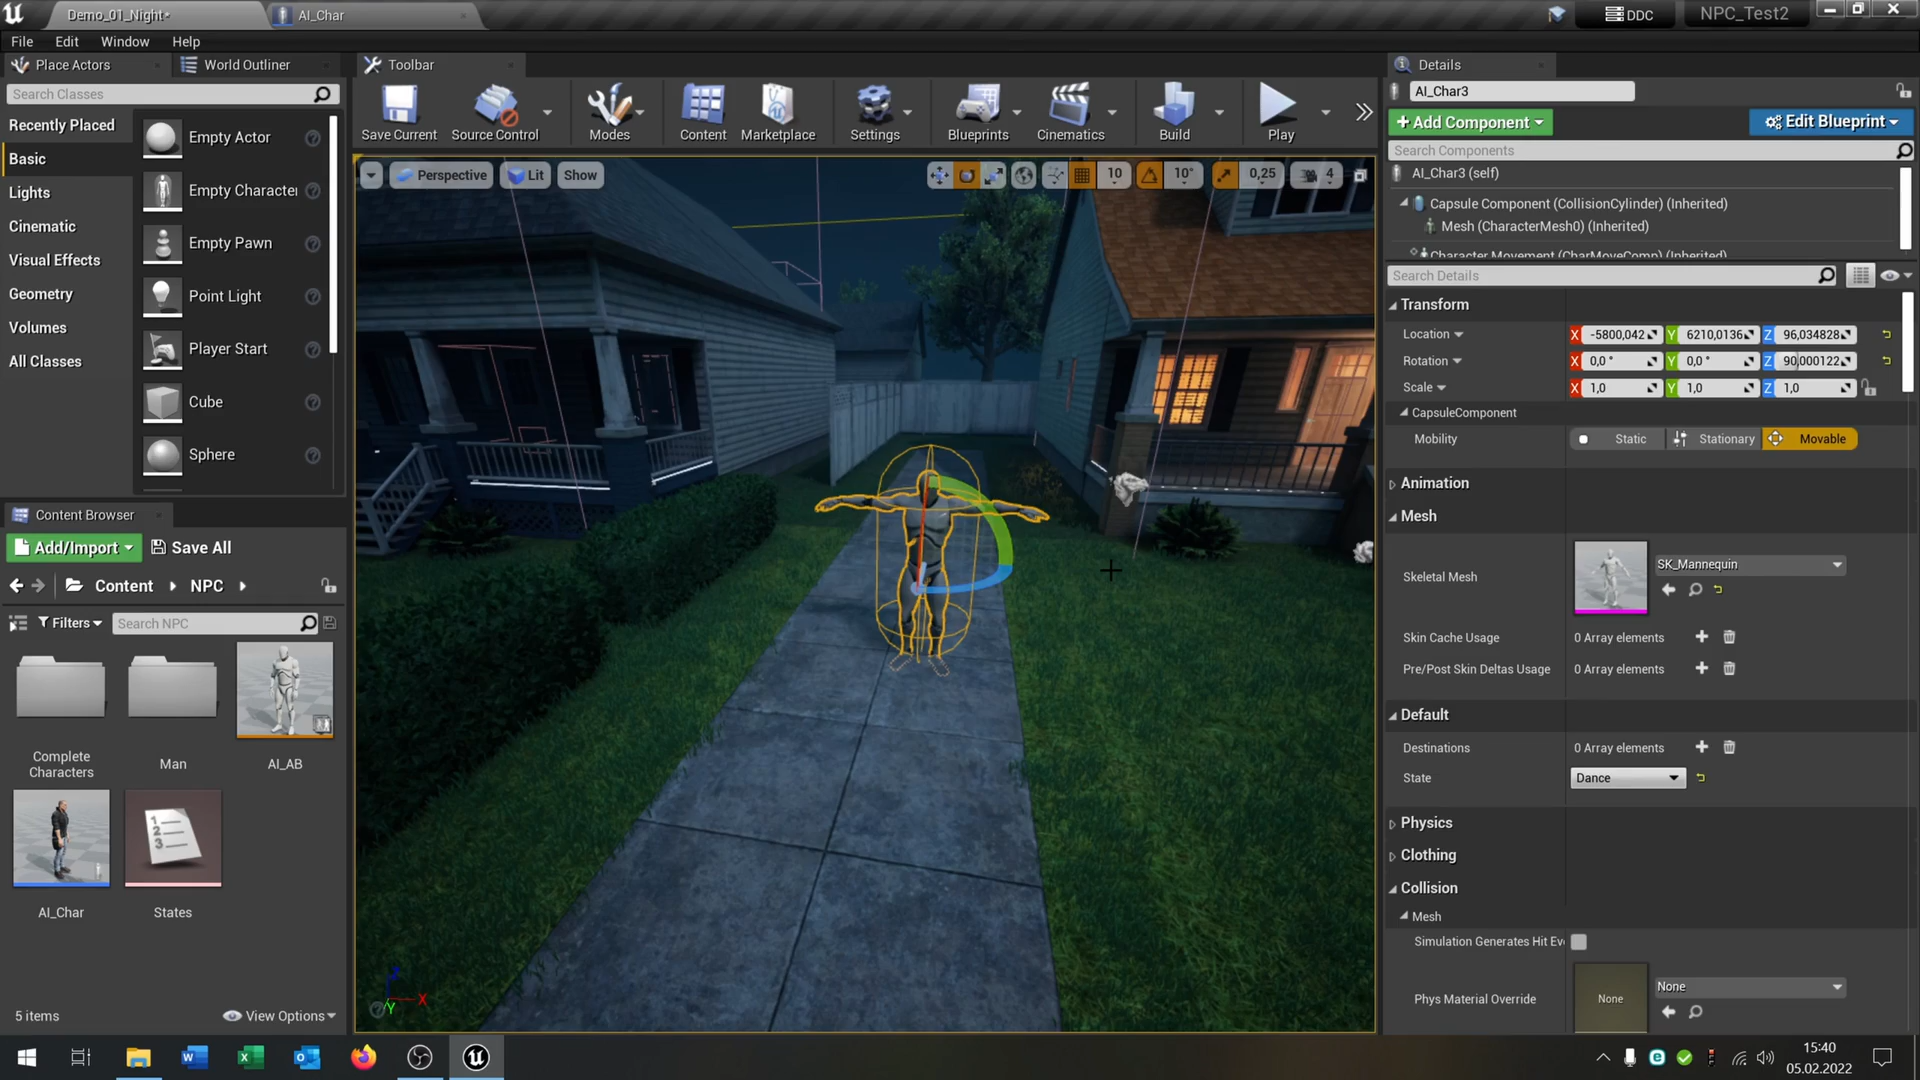 Demo_01_Night*
AI_Char
DDC
NPC_Test2
File
Edit
Window
Help
Place Actors
World Outliner
Search Classes
Recently Placed
Basic
Lights
Cinematic
Visual Effects
Geometry
Volumes
All Classes
Empty Actor
Empty Character
Empty Pawn
Point Light
Player Start
Cube
Sphere
Toolbar
Save Current
Source Control
Modes
Content
Marketplace
Settings
Blueprints
Cinematics
Build
Play
Perspective
Lit
Show
10
10°
0,25
4
X
Y
Content Browser
Add/Import
Save All
Content
NPC
Filters
Search NPC
Complete
Characters
Man
AI_AB
AI_Char
1
2
3
States
5 items
View Options
Details
AI_Char3
Add Component
Edit Blueprint
Search Components
AI_Char3 (self)
Capsule Component (CollisionCylinder) (Inherited)
Mesh (CharacterMesh0) (Inherited)
Character Movement (CharMoveComp) (Inherited)
Search Details
Transform
Location
X -5800,042 Y 6210,0136 Z 96,034828
Rotation
X 0,0 ° Y 0,0 ° Z 90,000122
Scale
X 1,0 Y 1,0 Z 1,0
CapsuleComponent
Mobility
Static
Stationary
Movable
Animation
Mesh
Skeletal Mesh
SK_Mannequin
Skin Cache Usage
0 Array elements
Pre/Post Skin Deltas Usage
0 Array elements
Default
Destinations
0 Array elements
State
Dance
Physics
Clothing
Collision
Mesh
Simulation Generates Hit Ev
Phys Material Override
None
None
15:40
05.02.2022